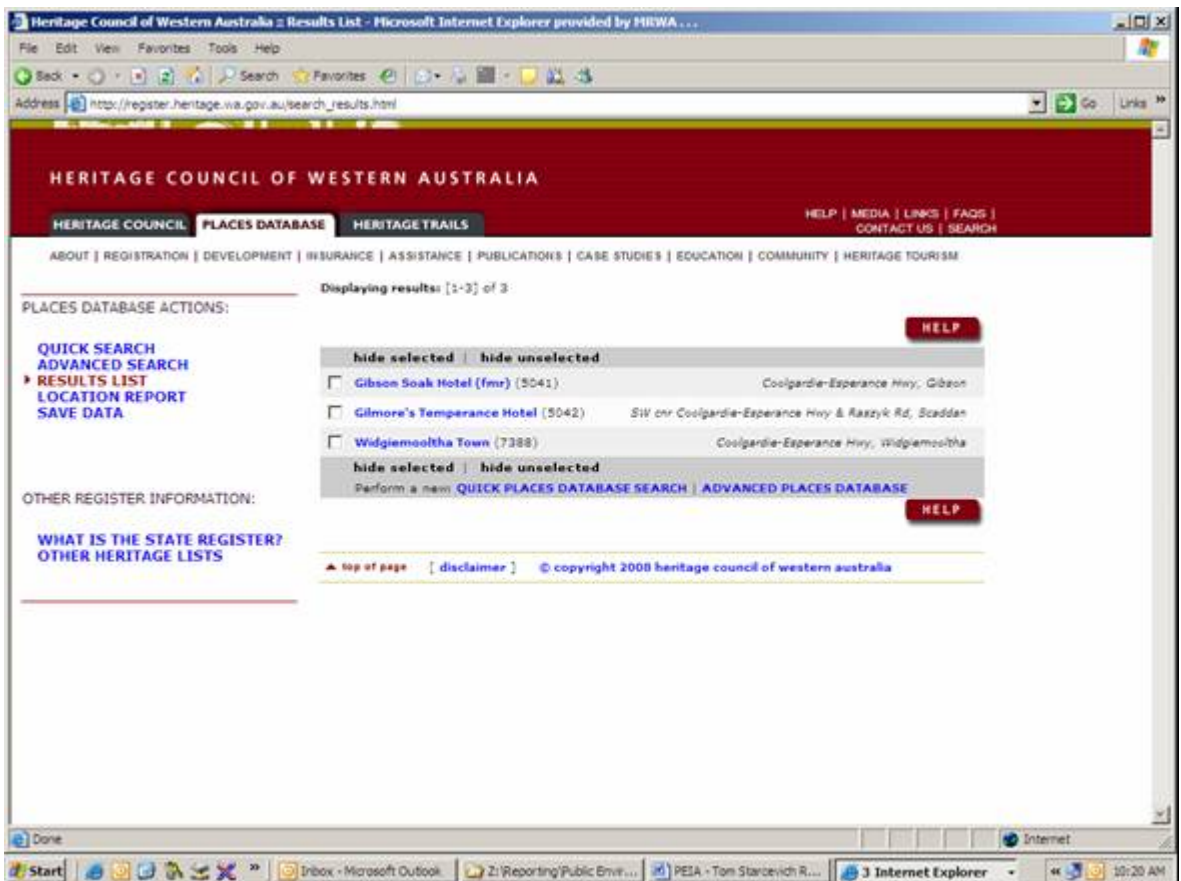 Heritage Council of Western Australia :: Results List - Microsoft Internet Explorer provided by MRWA . . .
File Edit View Favorites Tools Help
Back Search Favorites
Address http://register.heritage.wa.gov.au/search_results.html Go Links »
HERITAGE COUNCIL OF WESTERN AUSTRALIA
HELP | MEDIA | LINKS | FAQS |
HERITAGE COUNCIL PLACES DATABASE HERITAGE TRAILS CONTACT US | SEARCH
ABOUT | REGISTRATION | DEVELOPMENT | INSURANCE | ASSISTANCE | PUBLICATIONS | CASE STUDIES | EDUCATION | COMMUNITY | HERITAGE TOURISM
Displaying results: [1-3] of 3
PLACES DATABASE ACTIONS:
QUICK SEARCH
ADVANCED SEARCH
RESULTS LIST
LOCATION REPORT
SAVE DATA
OTHER REGISTER INFORMATION:
WHAT IS THE STATE REGISTER?
OTHER HERITAGE LISTS
HELP
hide selected | hide unselected
Gibson Soak Hotel (fmr) (5041) Coolgardie-Esperance Hwy, Gibson
Gilmore's Temperance Hotel (5042) SW cnr Coolgardie-Esperance Hwy & Raszyk Rd, Scaddan
Widgiemooltha Town (7388) Coolgardie-Esperance Hwy, Widgiemooltha
hide selected | hide unselected
Perform a new: QUICK PLACES DATABASE SEARCH | ADVANCED PLACES DATABASE
HELP
top of page [ disclaimer ] © copyright 2008 heritage council of western australia
Done Internet
Start » Inbox - Microsoft Outlook Z:\Reporting\Public Envir... PEIA - Tom Starcevich R... 3 Internet Explorer « 10:20 AM